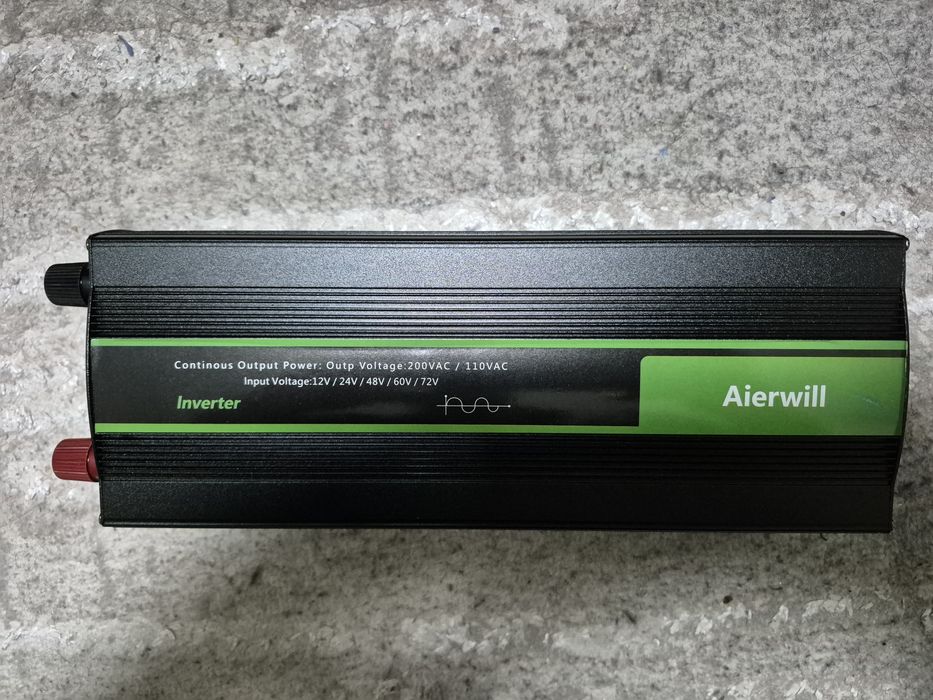 Continous Output Power: Outp Voltage:200VAC / 110VAC
Input Voltage:12V / 24V / 48V / 60V / 72V
Inverter
Aierwill